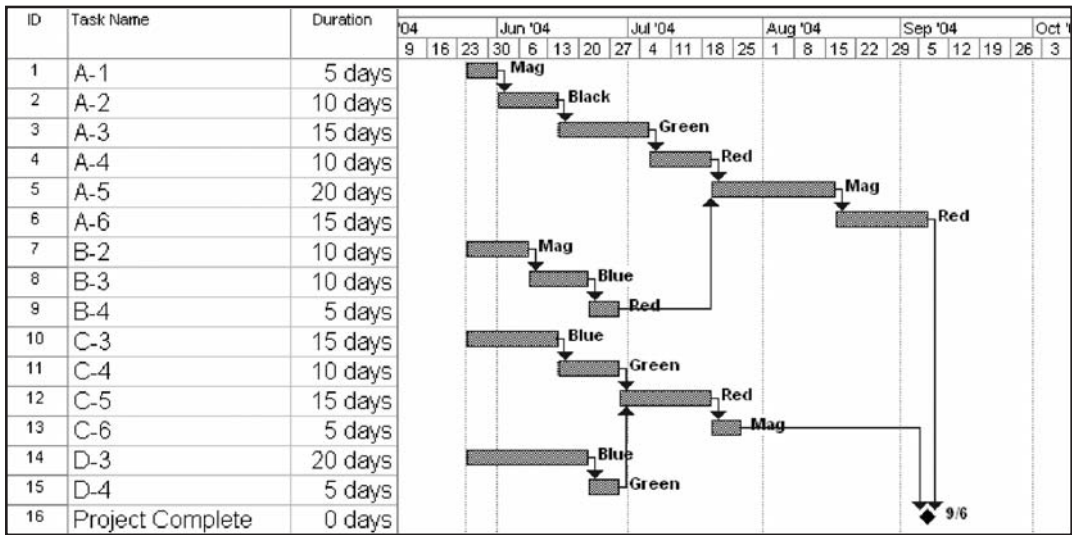 ID Task Name Duration '04 Jun '04 Jul '04 Aug '04 Sep '04 Oct '
9 16 23 30 6 13 20 27 4 11 18 25 1 8 15 22 29 5 12 19 26 3
1 A-1 5 days Mag
2 A-2 10 days Black
3 A-3 15 days Green
4 A-4 10 days Red
5 A-5 20 days Mag
6 A-6 15 days Red
7 B-2 10 days Mag
8 B-3 10 days Blue
9 B-4 5 days Red
10 C-3 15 days Blue
11 C-4 10 days Green
12 C-5 15 days Red
13 C-6 5 days Mag
14 D-3 20 days Blue
15 D-4 5 days Green
16 Project Complete 0 days 9/6